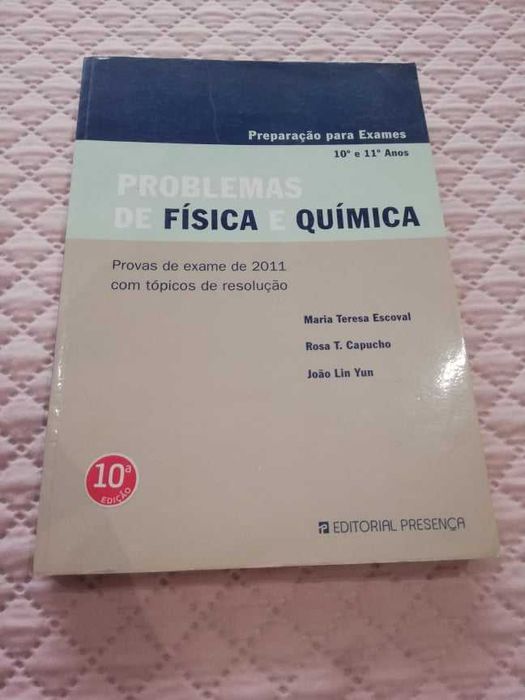 Preparação para Exames
10º e 11º Anos
PROBLEMAS
DE FÍSICA E QUÍMICA
Provas de exame de 2011
com tópicos de resolução
Maria Teresa Escoval
Rosa T. Capucho
João Lin Yun
10ª
EDIÇÃO
EDITORIAL PRESENÇA